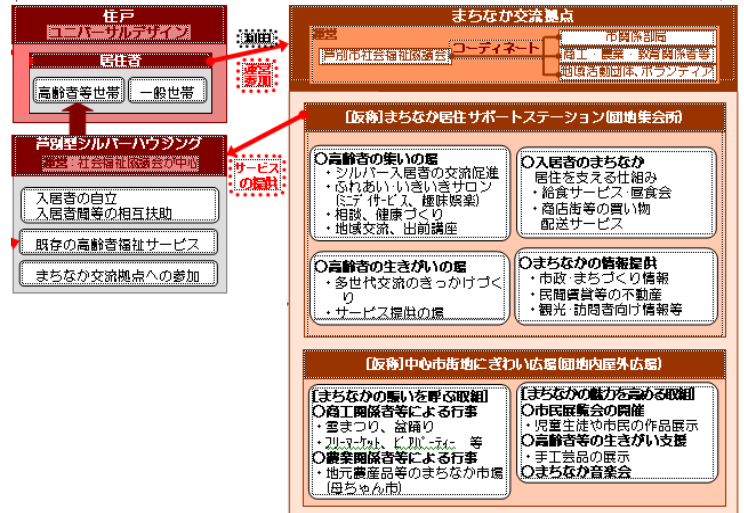 住戸
ユニバーサルデザイン
居住者
高齢者等世帯
一般世帯
芦別型シルバーハウジング
運営：社会福祉協議会が中心
入居者の自立
入居者間等の相互扶助
既存の高齢者福祉サービス
まちなか交流拠点への参加
運営
参加
サービス
の提供
まちなか交流拠点
運営
芦別市社会福祉協議会
コーディネート
市関係部局
商工・農業・教育関係者等
地域活動団体、ボランティア
[仮称]まちなか居住サポートステーション(団地集会所)
○高齢者の集いの場
・シルバー入居者の交流促進
・ふれあい・いきいきサロン
(ミニデイサービス、趣味娯楽)
・相談、健康づくり
・地域交流、出前講座
○入居者のまちなか
居住を支える仕組み
・給食サービス・昼食会
・商店街等の買い物
配送サービス
○高齢者の生きがいの場
・多世代交流のきっかけづく
り
・サービス提供の場
○まちなかの情報提供
・市政・まちづくり情報
・民間賃貸等の不動産
・観光・訪問者向け情報等
[仮称]中心市街地にぎわい広場(団地内屋外広場)
[まちなかの賑いを呼ぶ取組]
○商工関係者等による行事
・雪まつり、盆踊り
・フリーマーケット、ビアパーティー 等
○農業関係者等による行事
・地元農産品等のまちなか市場
(母ちゃん市)
[まちなかの魅力を高める取組]
○市民展覧会の開催
・児童生徒や市民の作品展示
○高齢者等の生きがい支援
・手工芸品の展示
○まちなか音楽会